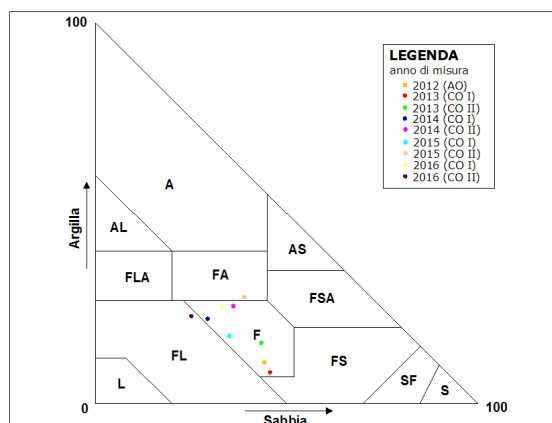 100
LEGENDA
anno di misura
2012 (AO)
2013 (CO I)
2013 (CO II)
2014 (CO I)
2014 (CO II)
2015 (CO I)
2015 (CO II)
2016 (CO I)
2016 (CO II)
A
Argilla
AL
AS
FLA
FA
FSA
F
FL
FS
L
SF
S
0
100
Sabbia